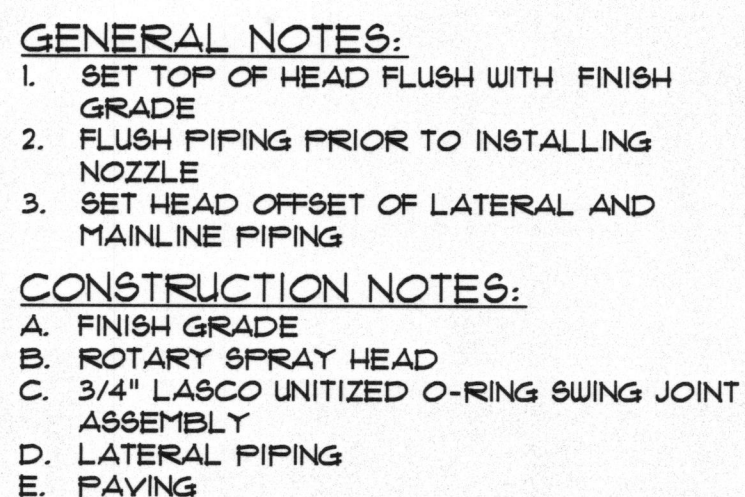 GENERAL NOTES:
1. SET TOP OF HEAD FLUSH WITH FINISH
GRADE
2. FLUSH PIPING PRIOR TO INSTALLING
NOZZLE
3. SET HEAD OFFSET OF LATERAL AND
MAINLINE PIPING
CONSTRUCTION NOTES:
A. FINISH GRADE
B. ROTARY SPRAY HEAD
C. 3/4" LASCO UNITIZED O-RING SWING JOINT
ASSEMBLY
D. LATERAL PIPING
E. PAVING